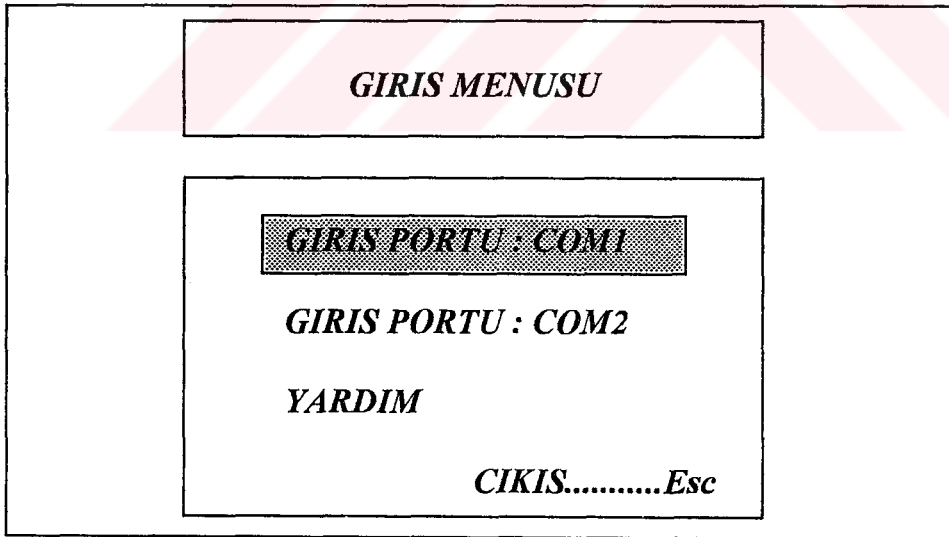 GIRIS MENUSU
GIRIS PORTU : COM1
GIRIS PORTU : COM2
YARDIM
CIKIS...........Esc